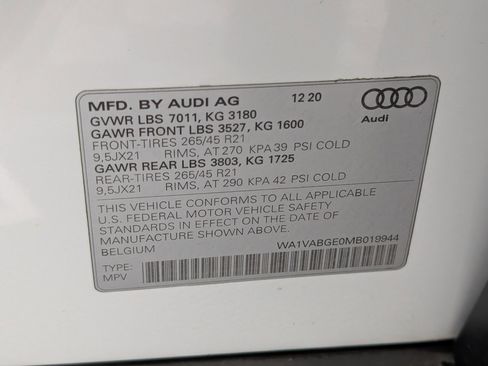 MFD. BY AUDI AG 12 20
GVWR LBS 7011, KG 3180
GAWR FRONT LBS 3527, KG 1600
FRONT-TIRES 265/45 R21
9,5JX21 RIMS, AT 270 KPA 39 PSI COLD
GAWR REAR LBS 3803, KG 1725
REAR-TIRES 265/45 R21
9,5JX21 RIMS, AT 290 KPA 42 PSI COLD
THIS VEHICLE CONFORMS TO ALL APPLICABLE
U.S. FEDERAL MOTOR VEHICLE SAFETY
STANDARDS IN EFFECT ON THE DATE OF
MANUFACTURE SHOWN ABOVE.
BELGIUM
WA1VABGE0MB019944
TYPE:
MPV
Audi